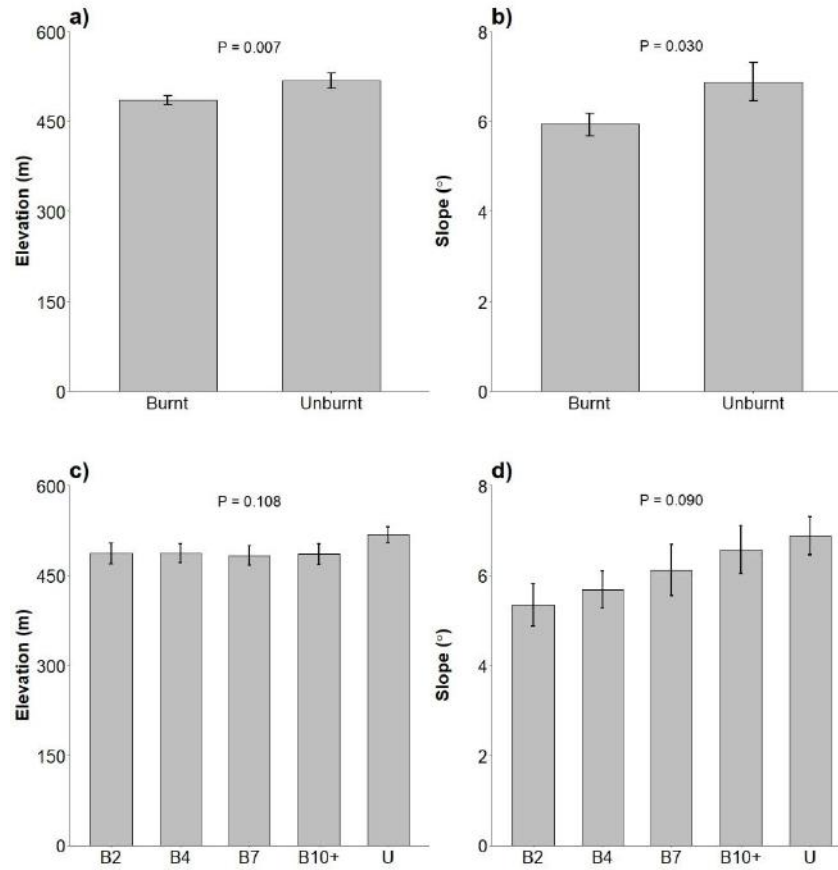 a)
P = 0.007
600
450
300
150
0
Elevation (m)
Burnt Unburnt
b)
P = 0.030
8
6
4
2
0
Slope (°)
Burnt Unburnt
c)
P = 0.108
600
450
300
150
0
Elevation (m)
B2 B4 B7 B10+ U
d)
P = 0.090
8
6
4
2
0
Slope (°)
B2 B4 B7 B10+ U